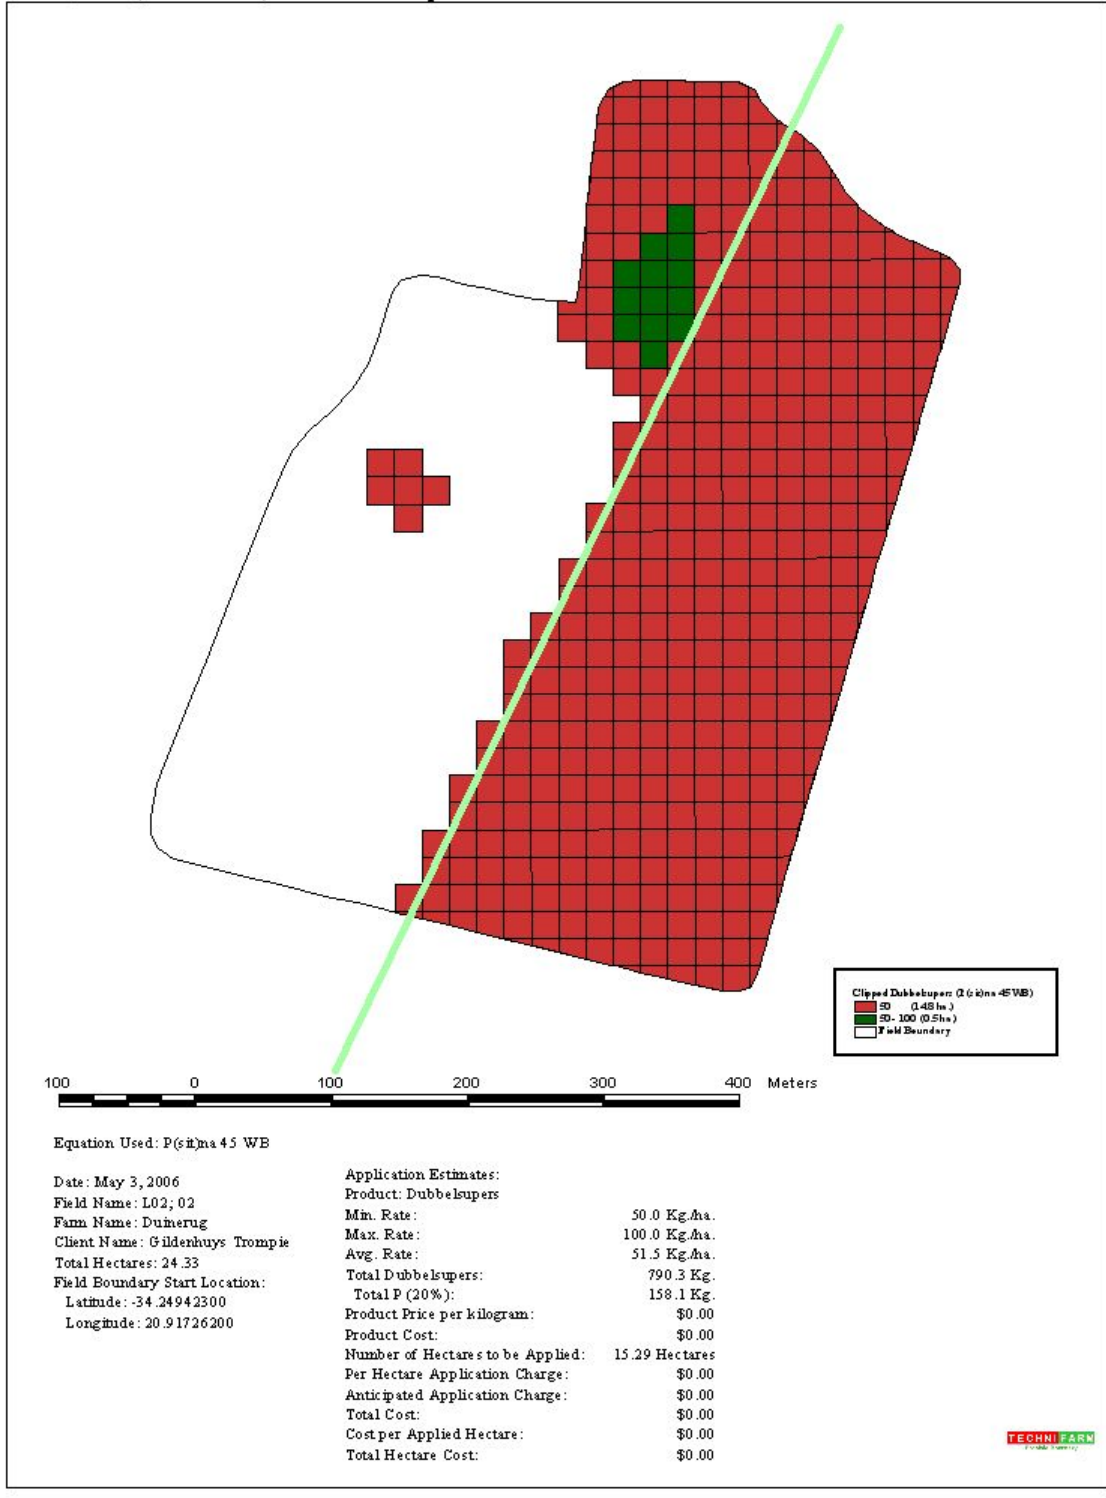 Clipped Dubbelsupers (2 (sit)na 45 WB)
50 (14.8 ha.)
50 - 100 (0.5 ha.)
Field Boundary
100 0 100 200 300 400 Meters
Equation Used: P(sit)na 45 WB
Date: May 3, 2006
Field Name: L02; 02
Farm Name: Duinerug
Client Name: Gildenhuys Trompie
Total Hectares: 24.33
Field Boundary Start Location:
Latitude: -34.24942300
Longitude: 20.91726200
Application Estimates:
Product: Dubbelsupers
Min. Rate: 50.0 Kg./ha.
Max. Rate: 100.0 Kg./ha.
Avg. Rate: 51.5 Kg./ha.
Total Dubbelsupers: 790.3 Kg.
Total P (20%): 158.1 Kg.
Product Price per kilogram: $0.00
Product Cost: $0.00
Number of Hectares to be Applied: 15.29 Hectares
Per Hectare Application Charge: $0.00
Anticipated Application Charge: $0.00
Total Cost: $0.00
Cost per Applied Hectare: $0.00
Total Hectare Cost: $0.00
TECHNIFARM